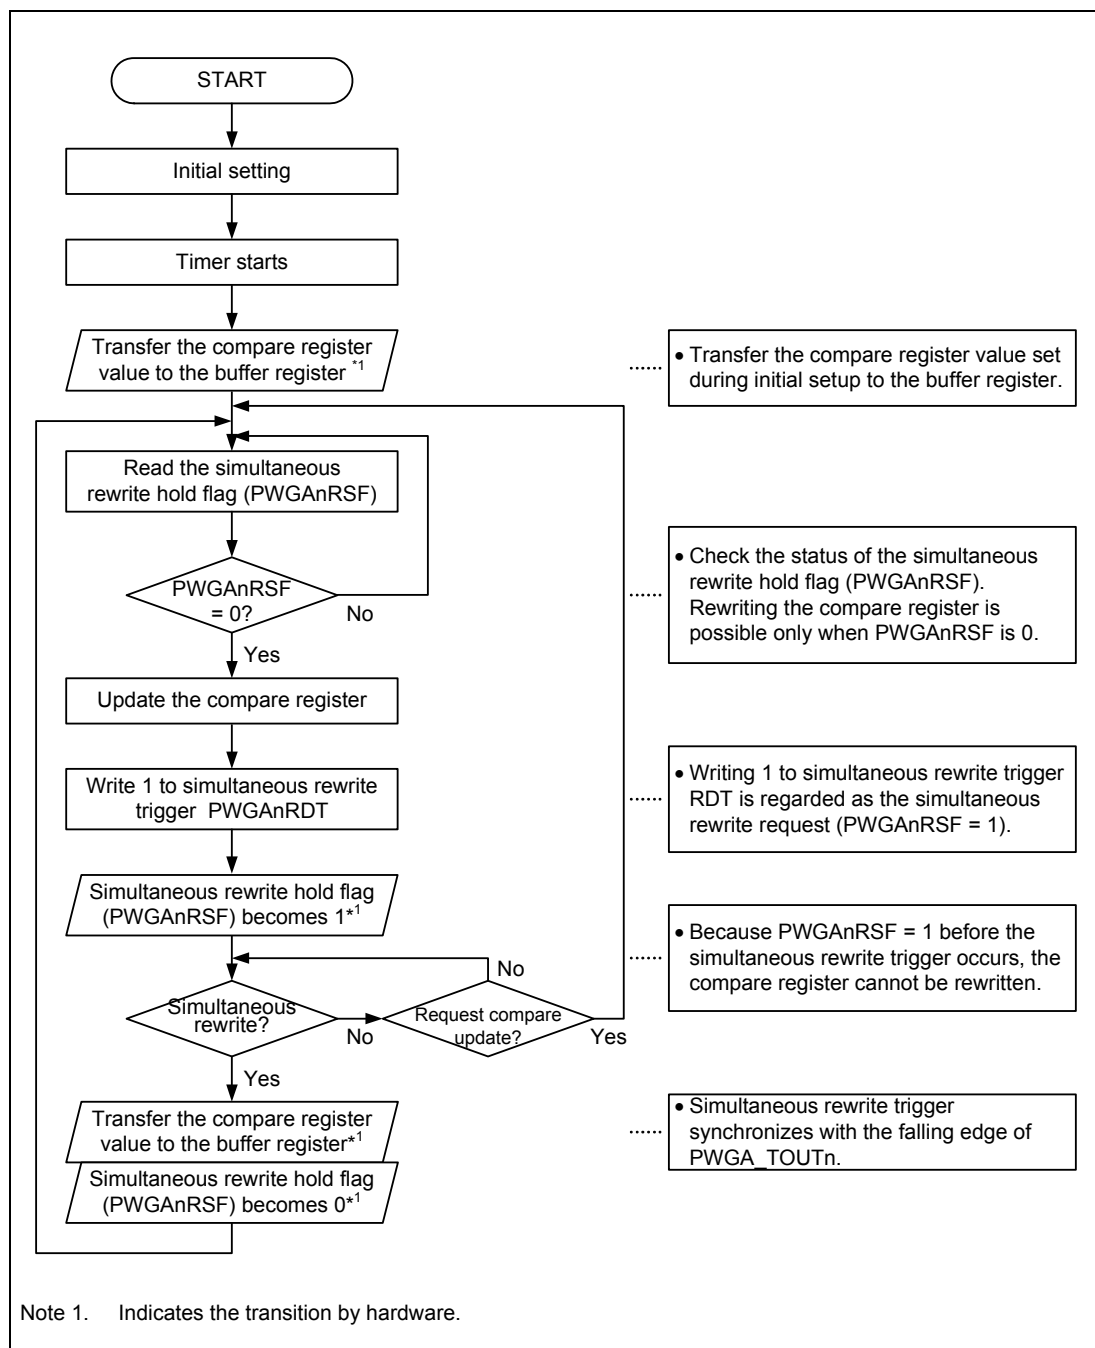 START
Initial setting
Timer starts
Transfer the compare register
value to the buffer register *1
• Transfer the compare register value set
during initial setup to the buffer register.
Read the simultaneous
rewrite hold flag (PWGAnRSF)
PWGAnRSF
= 0?
No
Yes
• Check the status of the simultaneous
rewrite hold flag (PWGAnRSF).
Rewriting the compare register is
possible only when PWGAnRSF is 0.
Update the compare register
Write 1 to simultaneous rewrite
trigger PWGAnRDT
• Writing 1 to simultaneous rewrite trigger
RDT is regarded as the simultaneous
rewrite request (PWGAnRSF = 1).
Simultaneous rewrite hold flag
(PWGAnRSF) becomes 1*1
• Because PWGAnRSF = 1 before the
simultaneous rewrite trigger occurs, the
compare register cannot be rewritten.
Simultaneous
rewrite?
No
Request compare
update?
No
Yes
Yes
Transfer the compare register
value to the buffer register*1
Simultaneous rewrite hold flag
(PWGAnRSF) becomes 0*1
• Simultaneous rewrite trigger
synchronizes with the falling edge of
PWGA_TOUTn.
Note 1. Indicates the transition by hardware.